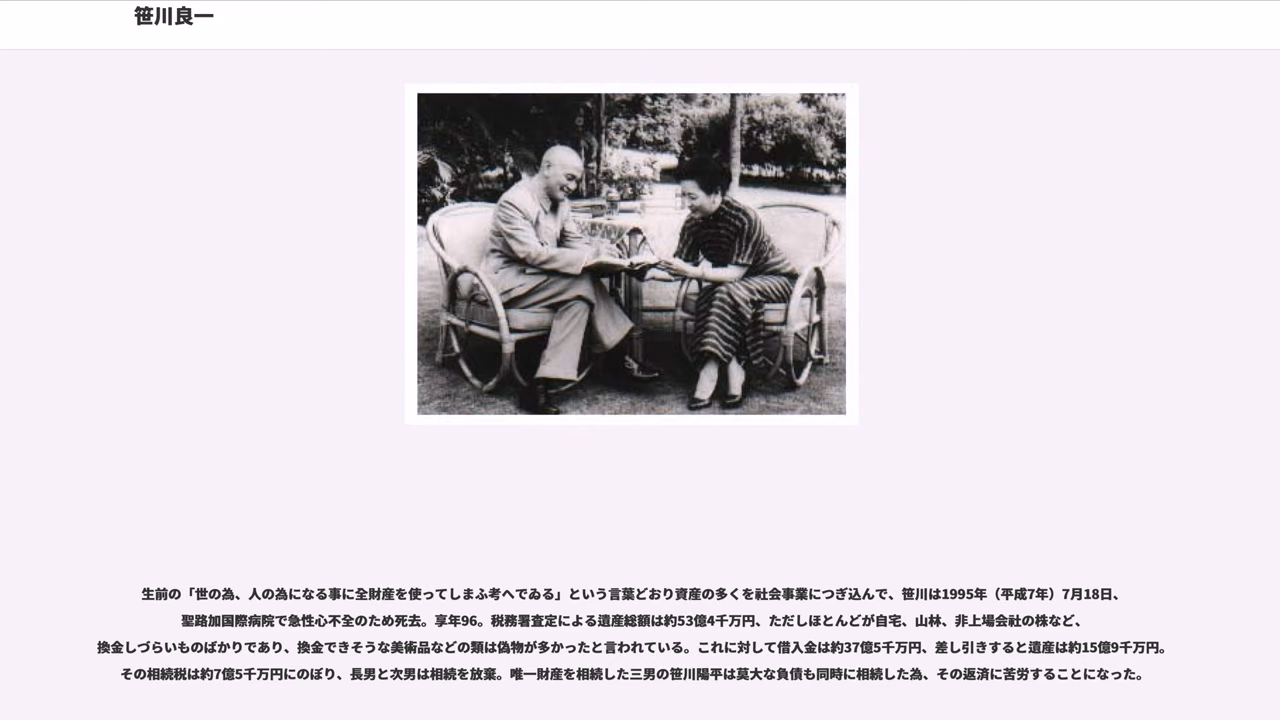 笹川良一
生前の「世の為、人の為になる事に全財産を使ってしまふ考へでゐる」という言葉どおり資産の多くを社会事業につぎ込んで、笹川は1995年（平成7年）7月18日、
聖路加国際病院で急性心不全のため死去。享年96。税務署査定による遺産総額は約53億4千万円、ただしほとんどが自宅、山林、非上場会社の株など、
換金しづらいものばかりであり、換金できそうな美術品などの類は偽物が多かったと言われている。これに対して借入金は約37億5千万円、差し引きすると遺産は約15億9千万円。
その相続税は約7億5千万円にのぼり、長男と次男は相続を放棄。唯一財産を相続した三男の笹川陽平は莫大な負債も同時に相続した為、その返済に苦労することになった。